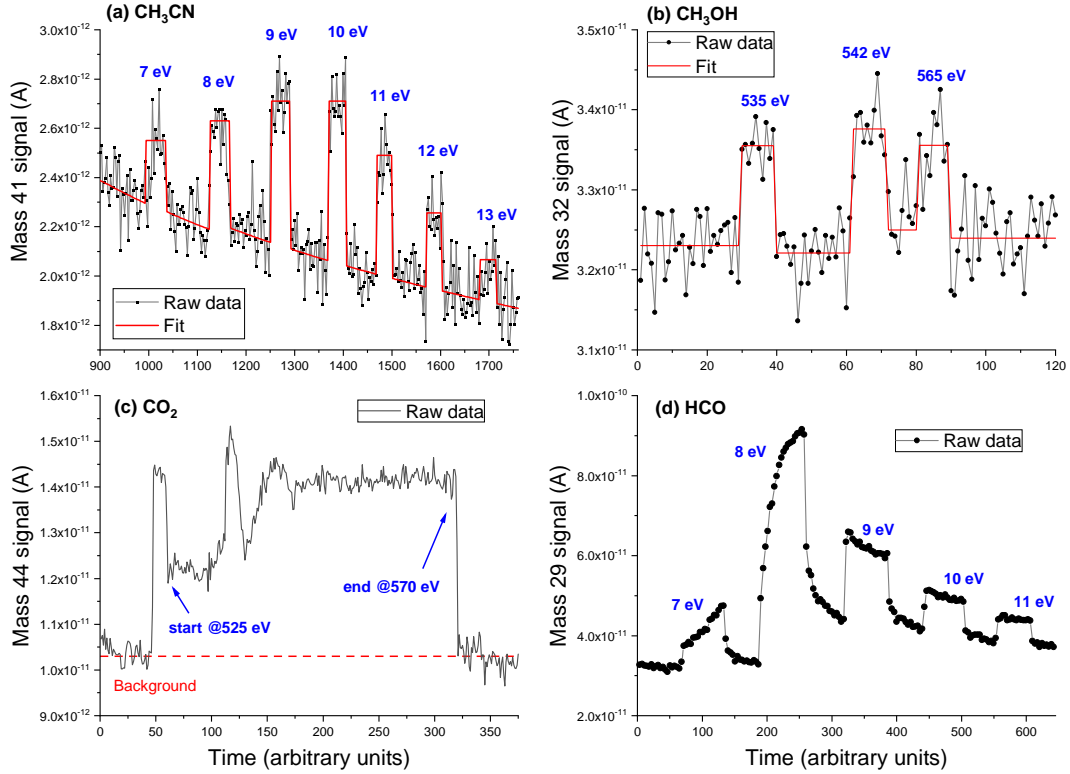 (a) CH₃CN
7 eV
8 eV
9 eV
10 eV
11 eV
12 eV
13 eV
Raw data
Fit
Mass 41 signal (A)
3.0x10⁻¹²
2.8x10⁻¹²
2.6x10⁻¹²
2.4x10⁻¹²
2.2x10⁻¹²
2.0x10⁻¹²
1.8x10⁻¹²
900 1000 1100 1200 1300 1400 1500 1600 1700
(b) CH₃OH
Raw data
Fit
535 eV
542 eV
565 eV
Mass 32 signal (A)
3.5x10⁻¹¹
3.4x10⁻¹¹
3.3x10⁻¹¹
3.2x10⁻¹¹
3.1x10⁻¹¹
0 20 40 60 80 100 120
(c) CO₂
Raw data
start @525 eV
end @570 eV
Background
Mass 44 signal (A)
1.6x10⁻¹¹
1.5x10⁻¹¹
1.4x10⁻¹¹
1.3x10⁻¹¹
1.2x10⁻¹¹
1.1x10⁻¹¹
1.0x10⁻¹¹
9.0x10⁻¹²
0 50 100 150 200 250 300 350
Time (arbitrary units)
(d) HCO
Raw data
7 eV
8 eV
9 eV
10 eV
11 eV
Mass 29 signal (A)
1.0x10⁻¹⁰
8.0x10⁻¹¹
6.0x10⁻¹¹
4.0x10⁻¹¹
2.0x10⁻¹¹
0 100 200 300 400 500 600
Time (arbitrary units)